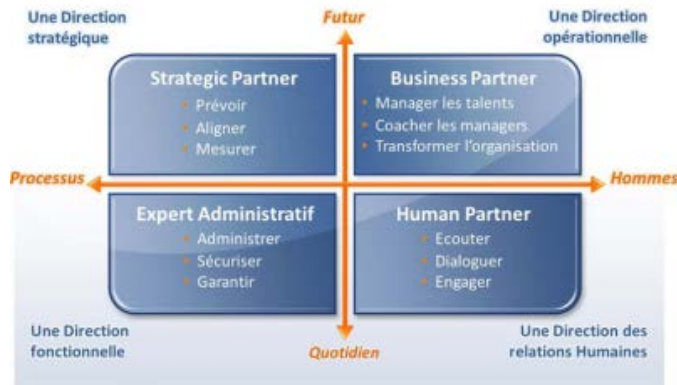 Une Direction
stratégique
Futur
Une Direction
opérationnelle
Strategic Partner
• Prévoir
• Aligner
• Mesurer
Business Partner
• Manager les talents
• Coacher les managers
• Transformer l'organisation
Processus
Hommes
Expert Administratif
• Administrer
• Sécuriser
• Garantir
Human Partner
• Ecouter
• Dialoguer
• Engager
Une Direction
fonctionnelle
Quotidien
Une Direction des
relations Humaines